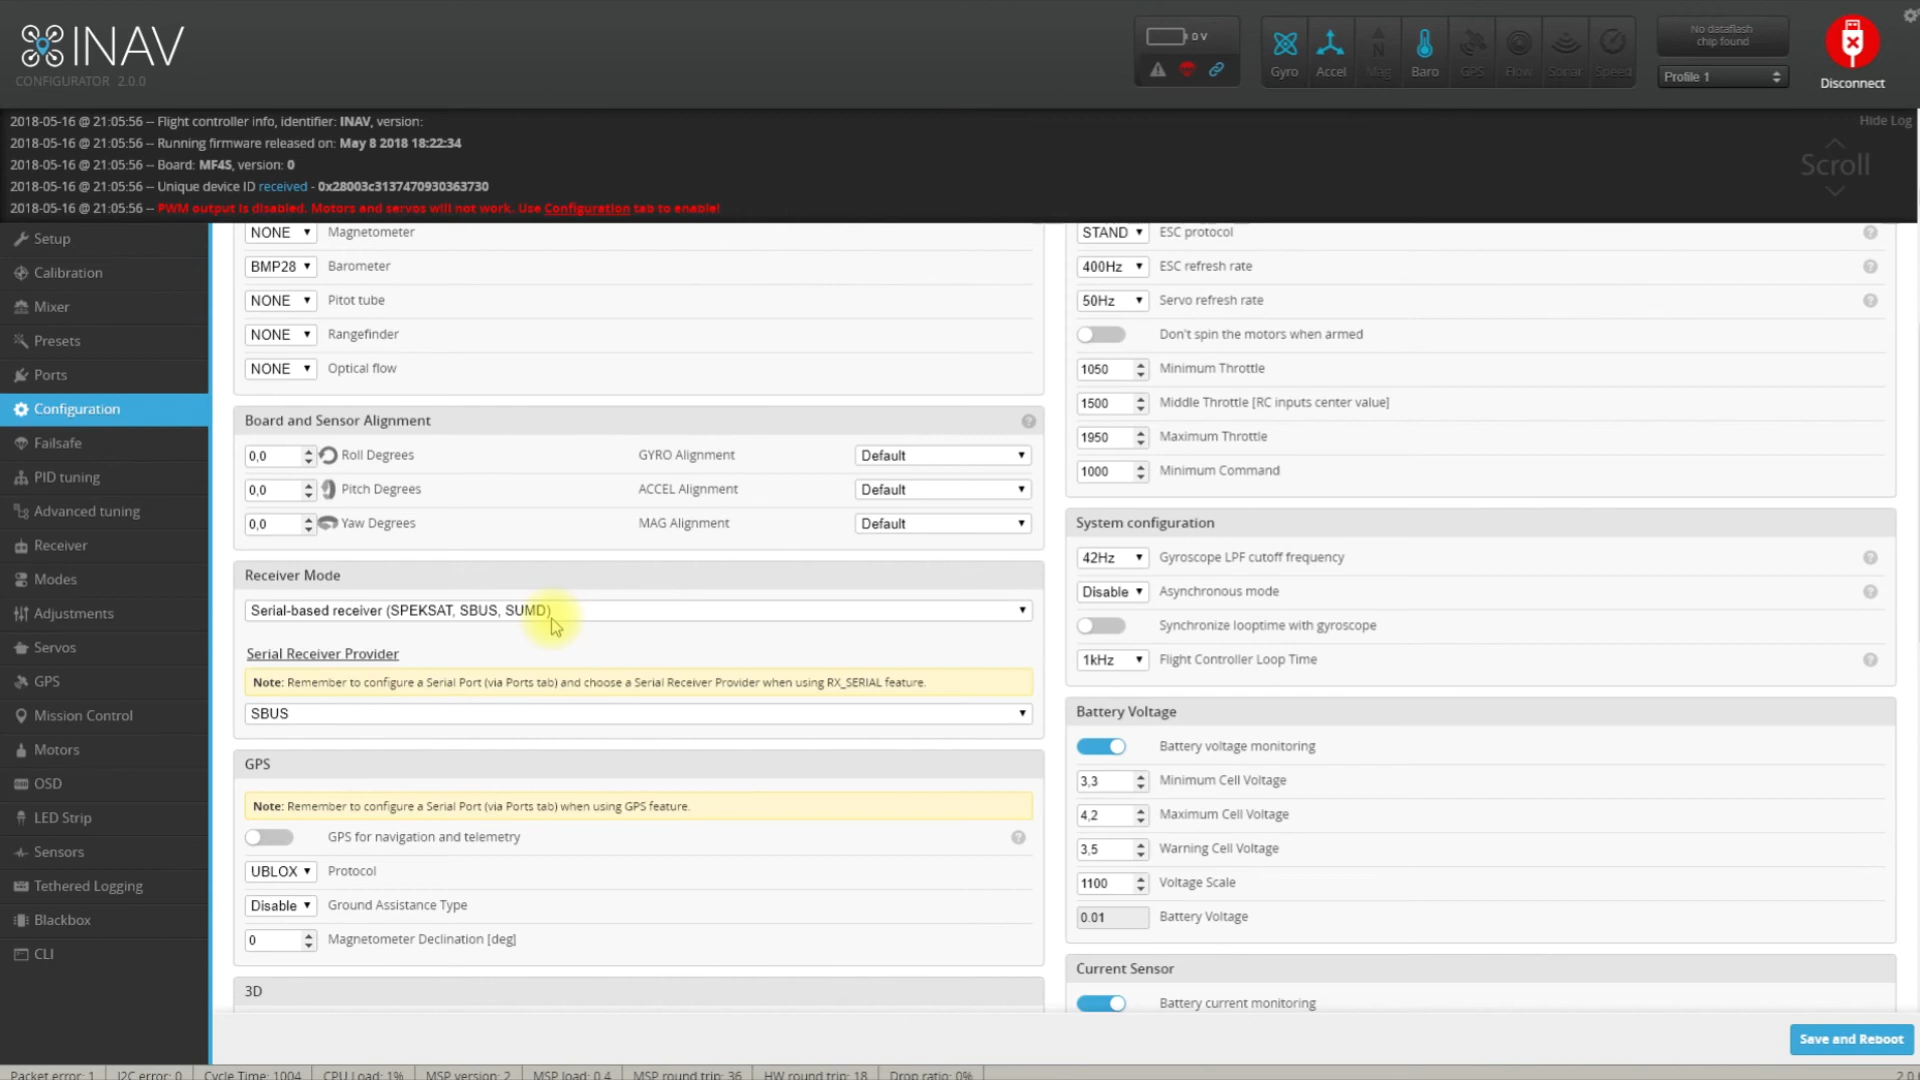 INAV
CONFIGURATOR 2.0.0
0 V
Gyro
Accel
Mag
Baro
GPS
Flow
Sonar
Speed
No dataflash
chip found
Profile 1
Disconnect
2018-05-16 @ 21:05:56 -- Flight controller info, identifier: INAV, version:
2018-05-16 @ 21:05:56 -- Running firmware released on: May 8 2018 18:22:34
2018-05-16 @ 21:05:56 -- Board: MF4S, version: 0
2018-05-16 @ 21:05:56 -- Unique device ID received - 0x28003c3137470930363730
2018-05-16 @ 21:05:56 -- PWM output is disabled. Motors and servos will not work. Use Configuration tab to enable!
Hide Log
Scroll
Setup
Calibration
Mixer
Presets
Ports
Configuration
Failsafe
PID tuning
Advanced tuning
Receiver
Modes
Adjustments
Servos
GPS
Mission Control
Motors
OSD
LED Strip
Sensors
Tethered Logging
Blackbox
CLI
NONE Magnetometer
BMP28 Barometer
NONE Pitot tube
NONE Rangefinder
NONE Optical flow
Board and Sensor Alignment
0,0 Roll Degrees GYRO Alignment Default
0,0 Pitch Degrees ACCEL Alignment Default
0,0 Yaw Degrees MAG Alignment Default
Receiver Mode
Serial-based receiver (SPEKSAT, SBUS, SUMD)
Serial Receiver Provider
Note: Remember to configure a Serial Port (via Ports tab) and choose a Serial Receiver Provider when using RX_SERIAL feature.
SBUS
GPS
Note: Remember to configure a Serial Port (via Ports tab) when using GPS feature.
GPS for navigation and telemetry
UBLOX Protocol
Disable Ground Assistance Type
0 Magnetometer Declination [deg]
3D
STAND ESC protocol
400Hz ESC refresh rate
50Hz Servo refresh rate
Don't spin the motors when armed
1050 Minimum Throttle
1500 Middle Throttle [RC inputs center value]
1950 Maximum Throttle
1000 Minimum Command
System configuration
42Hz Gyroscope LPF cutoff frequency
Disable Asynchronous mode
Synchronize looptime with gyroscope
1kHz Flight Controller Loop Time
Battery Voltage
Battery voltage monitoring
3,3 Minimum Cell Voltage
4,2 Maximum Cell Voltage
3,5 Warning Cell Voltage
1100 Voltage Scale
0.01 Battery Voltage
Current Sensor
Battery current monitoring
Save and Reboot
Packet error: 1 I2C error: 0 Cycle Time: 1004 CPU Load: 1% MSP version: 2 MSP load: 0.4 MSP round trip: 36 HW round trip: 18 Drop ratio: 0%